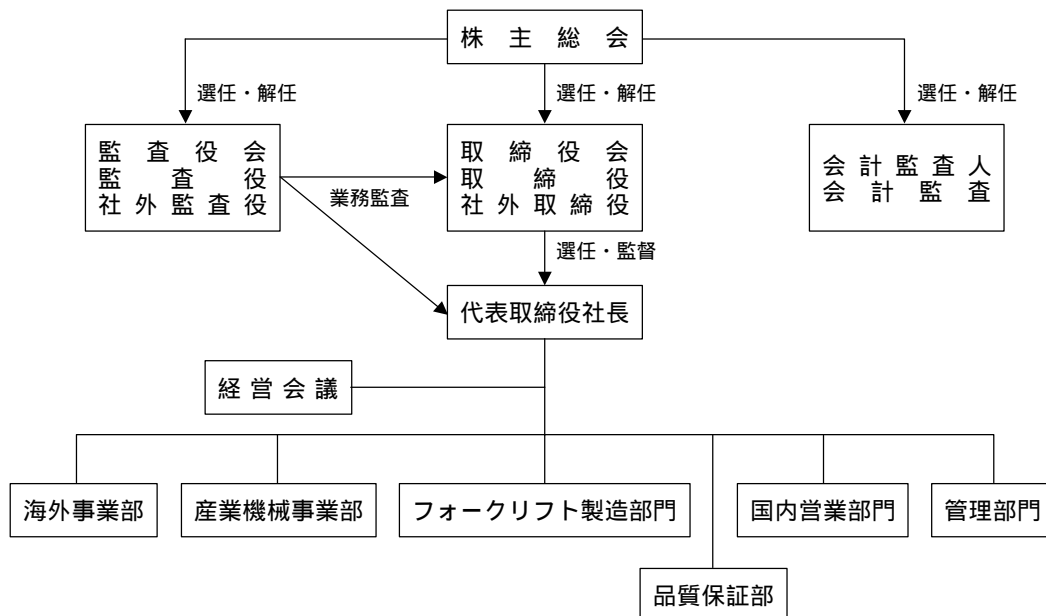 株主総会
選任・解任
選任・解任
選任・解任
監査役会
監査役
社外監査役
業務監査
取締役会
取締役
社外取締役
会計監査人
会計監査
選任・監督
代表取締役社長
経営会議
海外事業部
産業機械事業部
フォークリフト製造部門
国内営業部門
管理部門
品質保証部